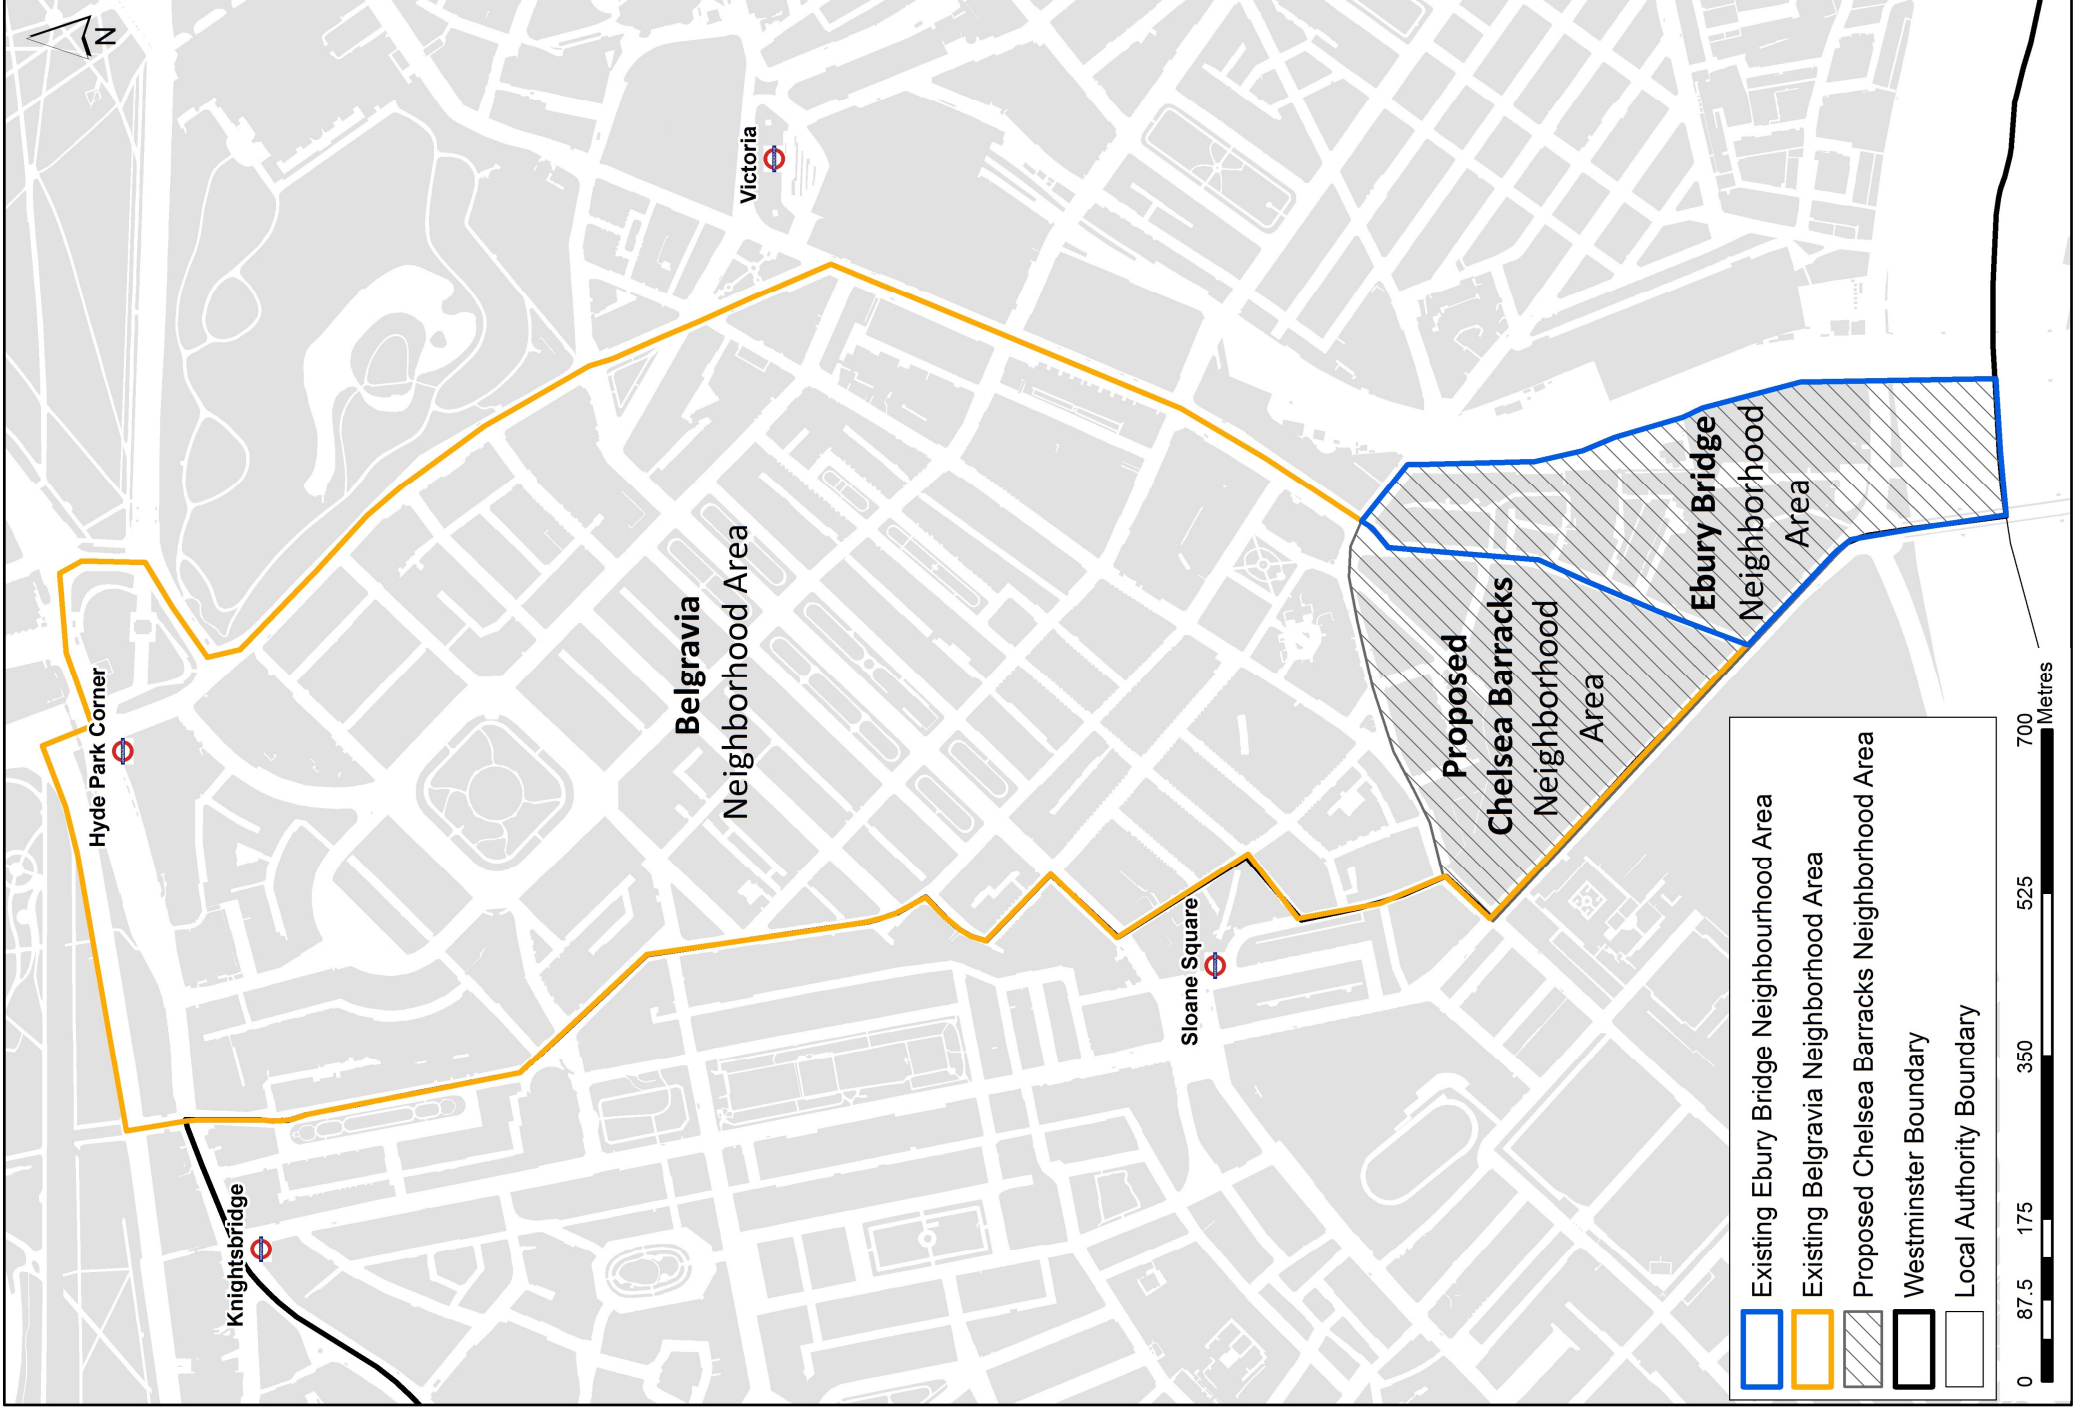 N
Hyde Park Corner
Knightsbridge
Victoria
Sloane Square
Belgravia
Neighborhood Area
Proposed
Chelsea Barracks
Neighborhood
Area
Ebury Bridge
Neighborhood
Area
Existing Ebury Bridge Neighbourhood Area
Existing Belgravia Neighborhood Area
Proposed Chelsea Barracks Neighborhood Area
Westminster Boundary
Local Authority Boundary
0 87.5 175 350 525 700
Metres